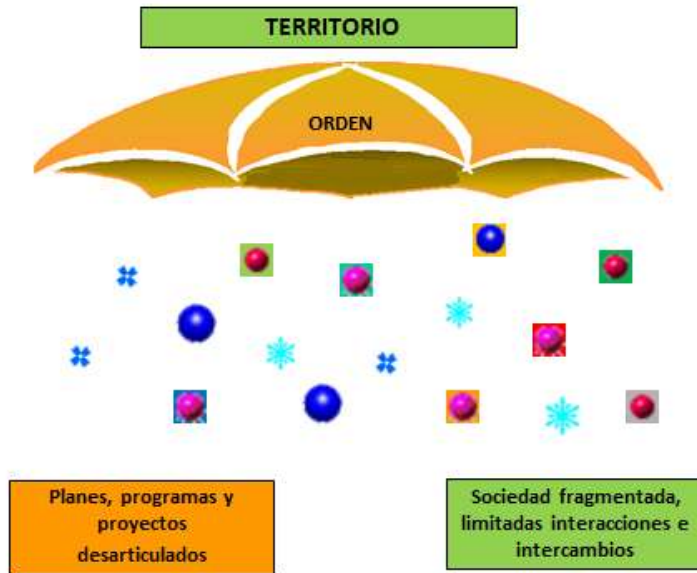 TERRITORIO
ORDEN
Planes, programas y
proyectos
desarticulados
Sociedad fragmentada,
limitadas interacciones e
intercambios